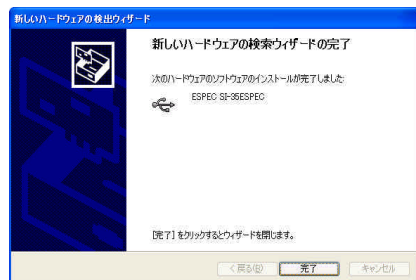 新しいハードウェアの検出ウィザード
新しいハードウェアの検索ウィザードの完了
次のハードウェアのソフトウェアのインストールが完了しました:
ESPEC SI-35ESPEC
[完了] をクリックするとウィザードを閉じます。
< 戻る(B)
完了
キャンセル